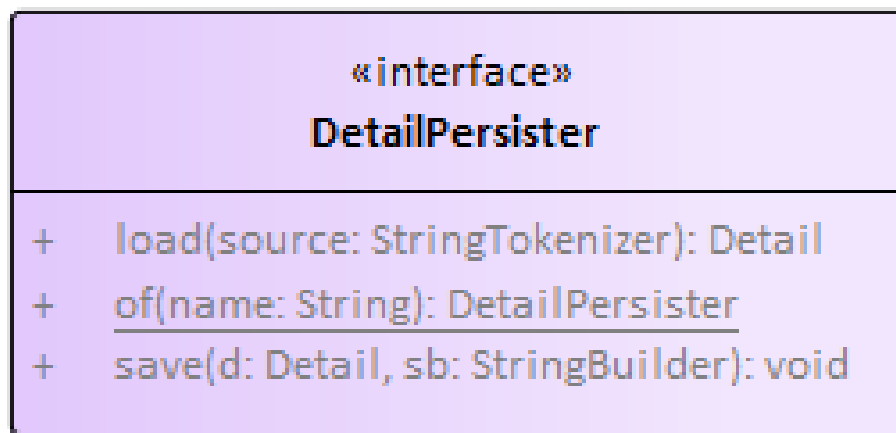 «interface»
DetailPersister
+ load(source: StringTokenizer): Detail
+ of(name: String): DetailPersister
+ save(d: Detail, sb: StringBuilder): void